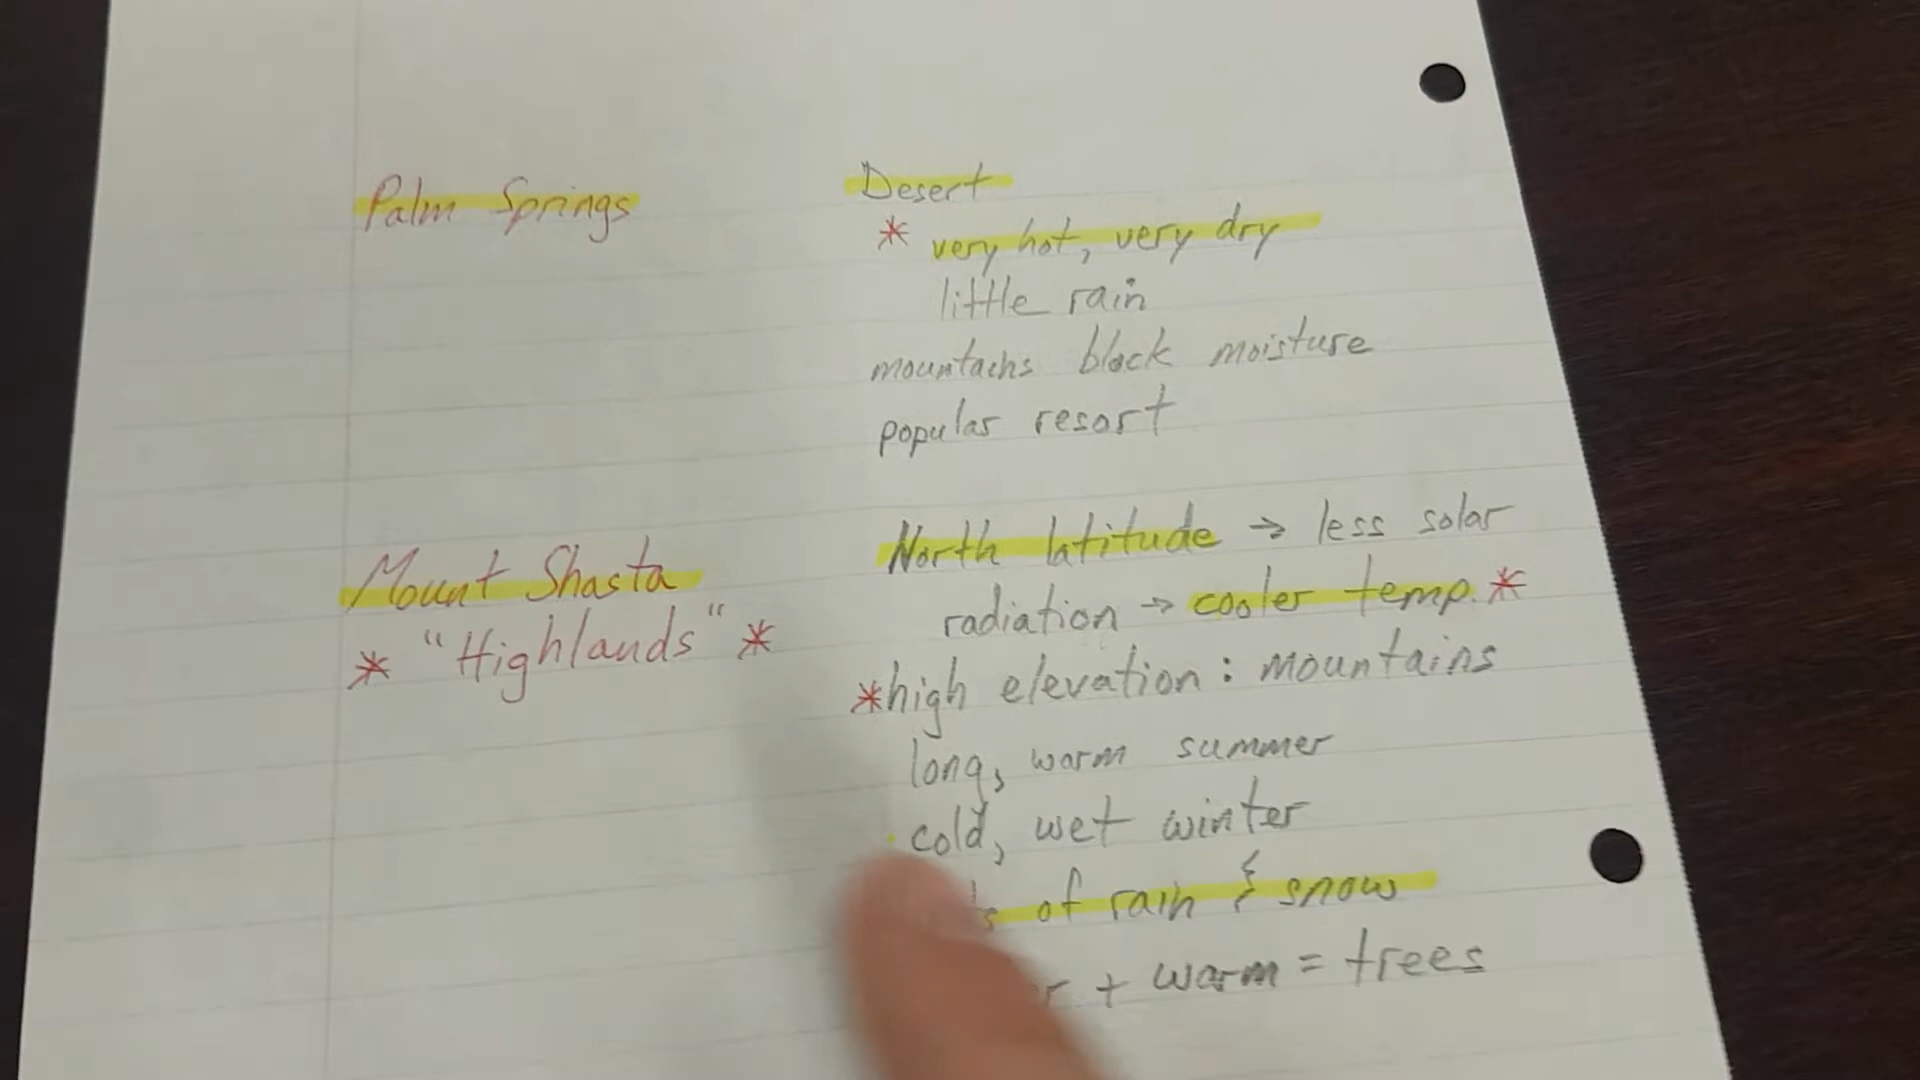 Palm Springs
Desert
* very hot, very dry
little rain
mountains block moisture
popular resort
Mount Shasta
* "Highlands" *
North latitude → less solar
radiation → cooler temp. *
* high elevation: mountains
long, warm summer
cold, wet winter
of rain & snow
+ warm = trees